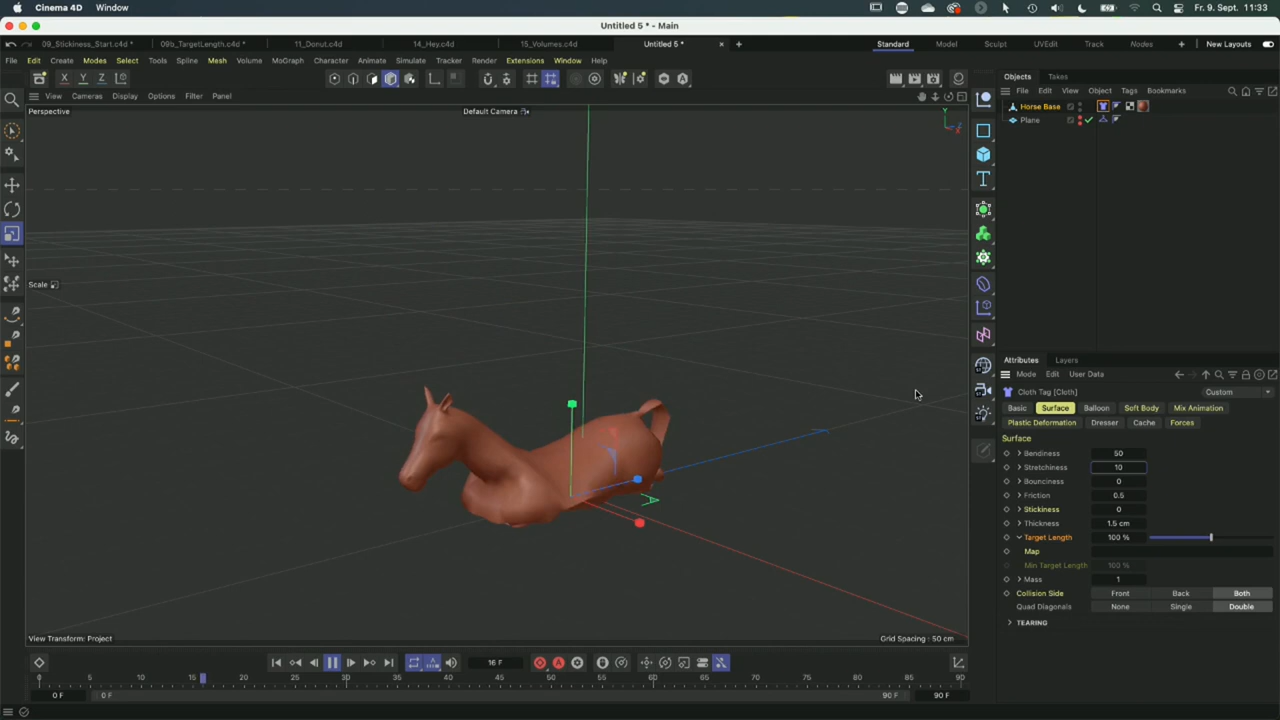 Cinema 4D Window Fr. 9. Sept. 11:33
Untitled 5 * - Main
09_Stickiness_Start.c4d * 09b_TargetLength.c4d * 11_Donut.c4d 14_Hey.c4d 15_Volumes.c4d Untitled 5 * Standard Model Sculpt UVEdit Track Nodes New Layouts
File Edit Create Modes Select Tools Spline Mesh Volume MoGraph Character Animate Simulate Tracker Render Extensions Window Help
X Y Z
Objects Takes
File Edit View Object Tags Bookmarks
View Cameras Display Options Filter Panel
Perspective Default Camera
Horse Base
Plane
Y
Z
X
T
Scale
Attributes Layers
Mode Edit User Data
Cloth Tag [Cloth] Custom
Basic Surface Balloon Soft Body Mix Animation
Plastic Deformation Dresser Cache Forces
Surface
Bendiness 50
Stretchiness 10
Bounciness 0
Friction 0.5
Stickiness 0
Thickness 1.5 cm
Target Length 100 %
Map
Min Target Length 100 %
Mass 1
Collision Side Front Back Both
Quad Diagonals None Single Double
TEARING
View Transform: Project Grid Spacing : 50 cm
16 F
0 5 10 15 20 25 30 35 40 45 50 55 60 65 70 75 80 85 90
0 F 0 F 90 F 90 F